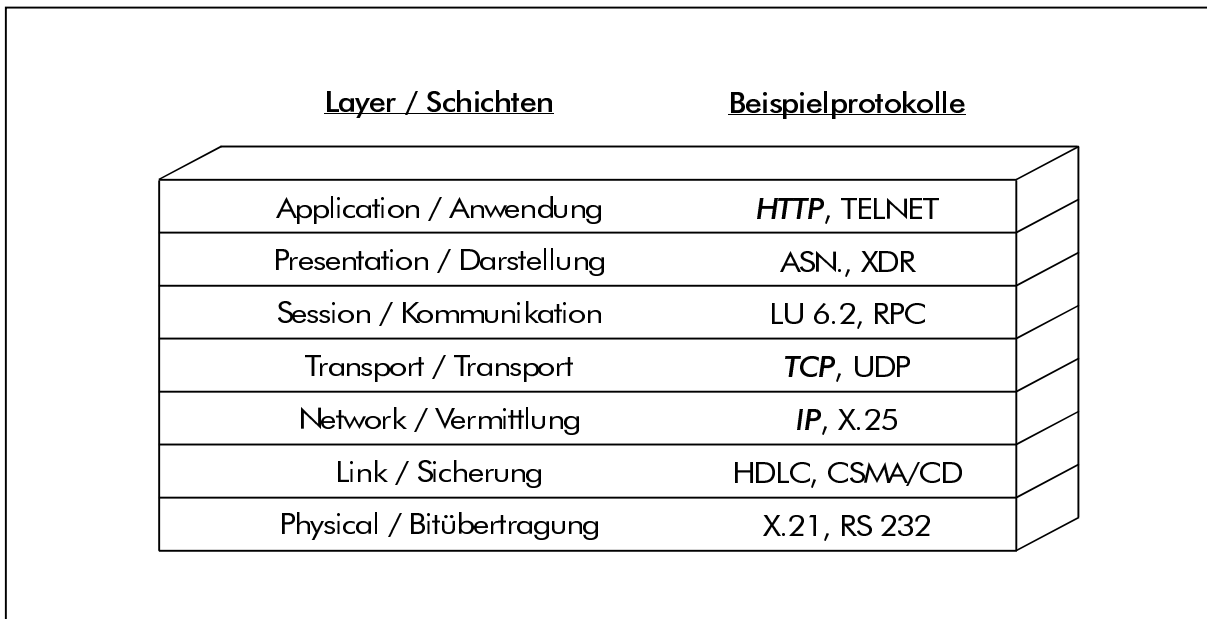 Layer / Schichten Beispielprotokolle
Application / Anwendung HTTP, TELNET
Presentation / Darstellung ASN., XDR
Session / Kommunikation LU 6.2, RPC
Transport / Transport TCP, UDP
Network / Vermittlung IP, X.25
Link / Sicherung HDLC, CSMA/CD
Physical / Bitübertragung X.21, RS 232